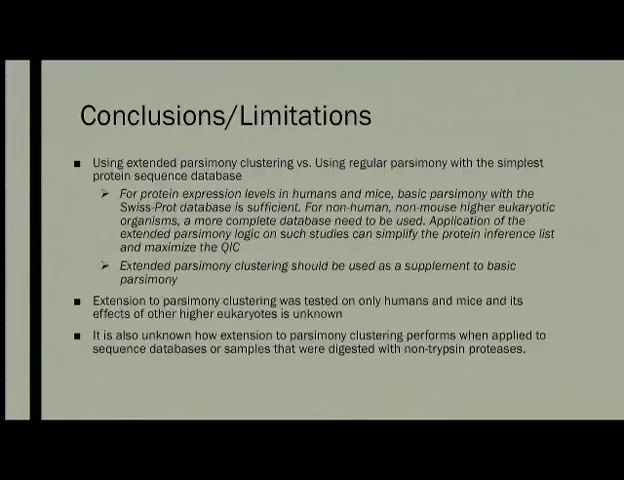 Conclusions/Limitations
■ Using extended parsimony clustering vs. Using regular parsimony with the simplest
protein sequence database
➢ For protein expression levels in humans and mice, basic parsimony with the
Swiss-Prot database is sufficient. For non-human, non-mouse higher eukaryotic
organisms, a more complete database need to be used. Application of the
extended parsimony logic on such studies can simplify the protein inference list
and maximize the QIC
➢ Extended parsimony clustering should be used as a supplement to basic
parsimony
■ Extension to parsimony clustering was tested on only humans and mice and its
effects of other higher eukaryotes is unknown
■ It is also unknown how extension to parsimony clustering performs when applied to
sequence databases or samples that were digested with non-trypsin proteases.